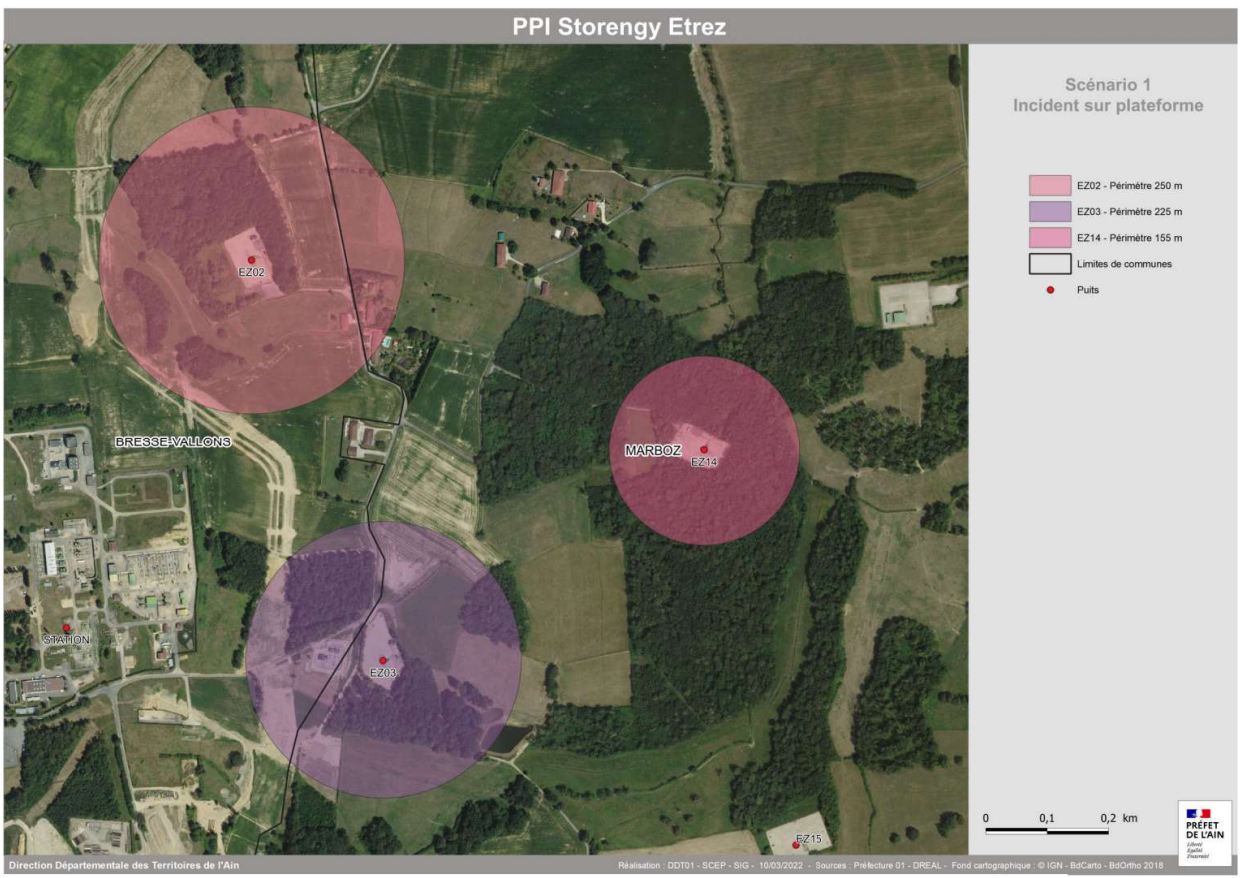 PPI Storengy Etrez
Scénario 1
Incident sur plateforme
EZ02 - Périmètre 250 m
EZ03 - Périmètre 225 m
EZ14 - Périmètre 155 m
Limites de communes
Puits
EZ02
BRESSE-VALLONS
MARBOZ
EZ14
STATION
EZ03
EZ15
0 0,1 0,2 km
PRÉFET
DE L'AIN
Liberté
Égalité
Fraternité
Direction Départementale des Territoires de l'Ain
Réalisation : DDT01 - SCEP - SIG - 10/03/2022 - Sources : Préfecture 01 - DREAL - Fond cartographique : © IGN - BdCarto - BdOrtho 2018